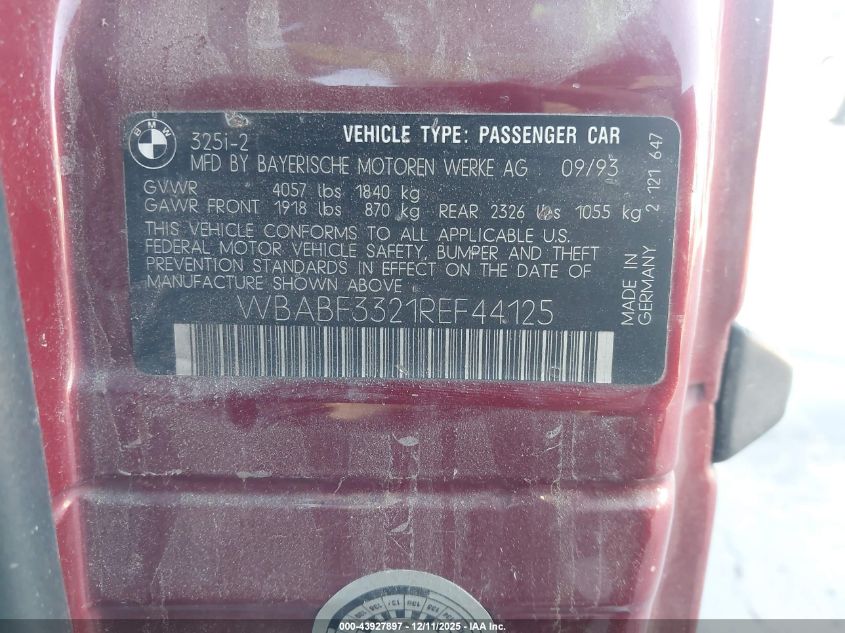 BMW
325i-2 VEHICLE TYPE: PASSENGER CAR
MFD BY BAYERISCHE MOTOREN WERKE AG 09/93
GVWR 4057 lbs 1840 kg
GAWR FRONT 1918 lbs 870 kg REAR 2326 lbs 1055 kg
THIS VEHICLE CONFORMS TO ALL APPLICABLE U.S.
FEDERAL MOTOR VEHICLE SAFETY, BUMPER AND THEFT
PREVENTION STANDARDS IN EFFECT ON THE DATE OF
MANUFACTURE SHOWN ABOVE
WBABF3321REF44125
MADE IN
GERMANY
2 121 647
000-43927897 - 12/11/2025 - IAA Inc.